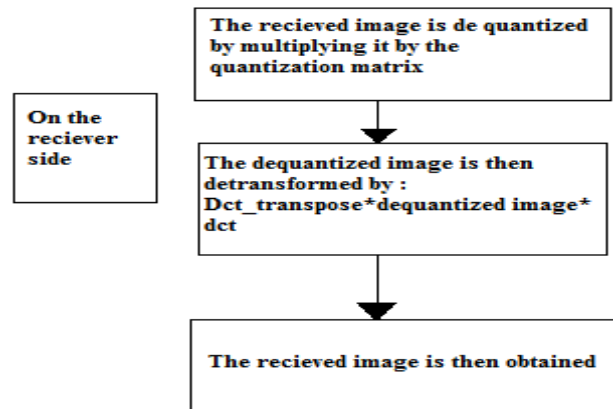 The recieved image is de quantized
by multiplying it by the
quantization matrix
On the
reciever
side
The dequantized image is then
detransformed by :
Dct_transpose*dequantized image*
dct
The recieved image is then obtained